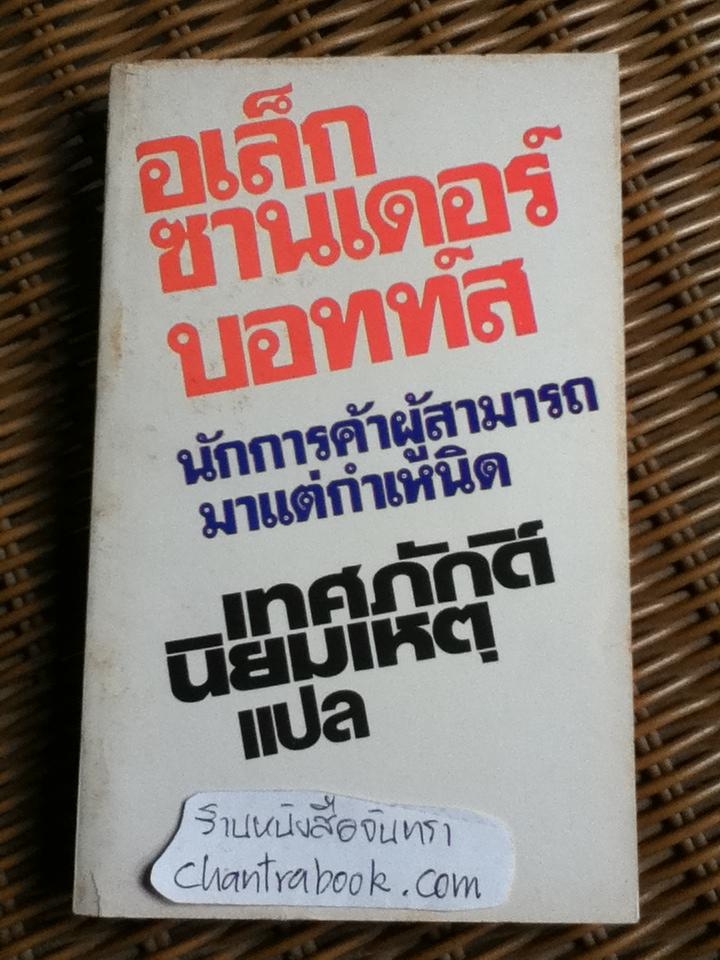 อเล็ก
ซานเดอร์
บอทท์ส
นักการค้าผู้สามารถ
มาแต่กำเหนิด
เทศภักดิ์
นิยมเหตุ
แปล
ร้านหนังสือจันทรา
chantrabook.com